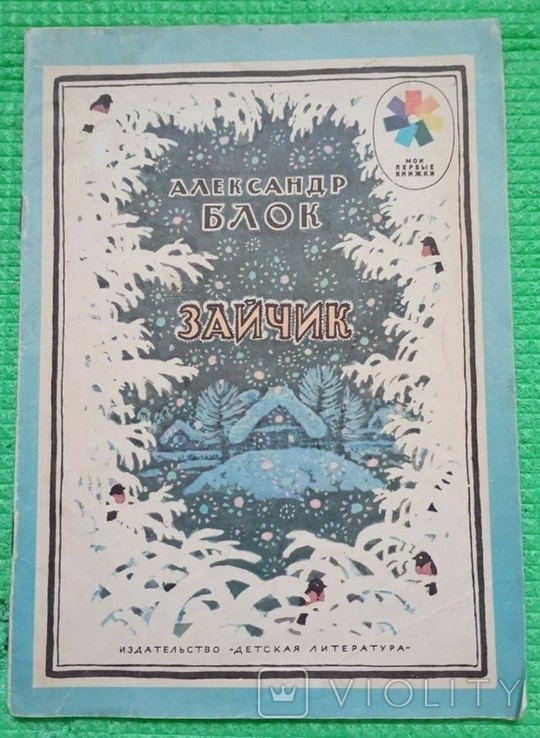 МОИ
ПЕРВЫЕ
КНИЖКИ
АЛЕКСАНДР
БЛОК
ЗАЙЧИК
ИЗДАТЕЛЬСТВО "ДЕТСКАЯ ЛИТЕРАТУРА"
VIOLITY